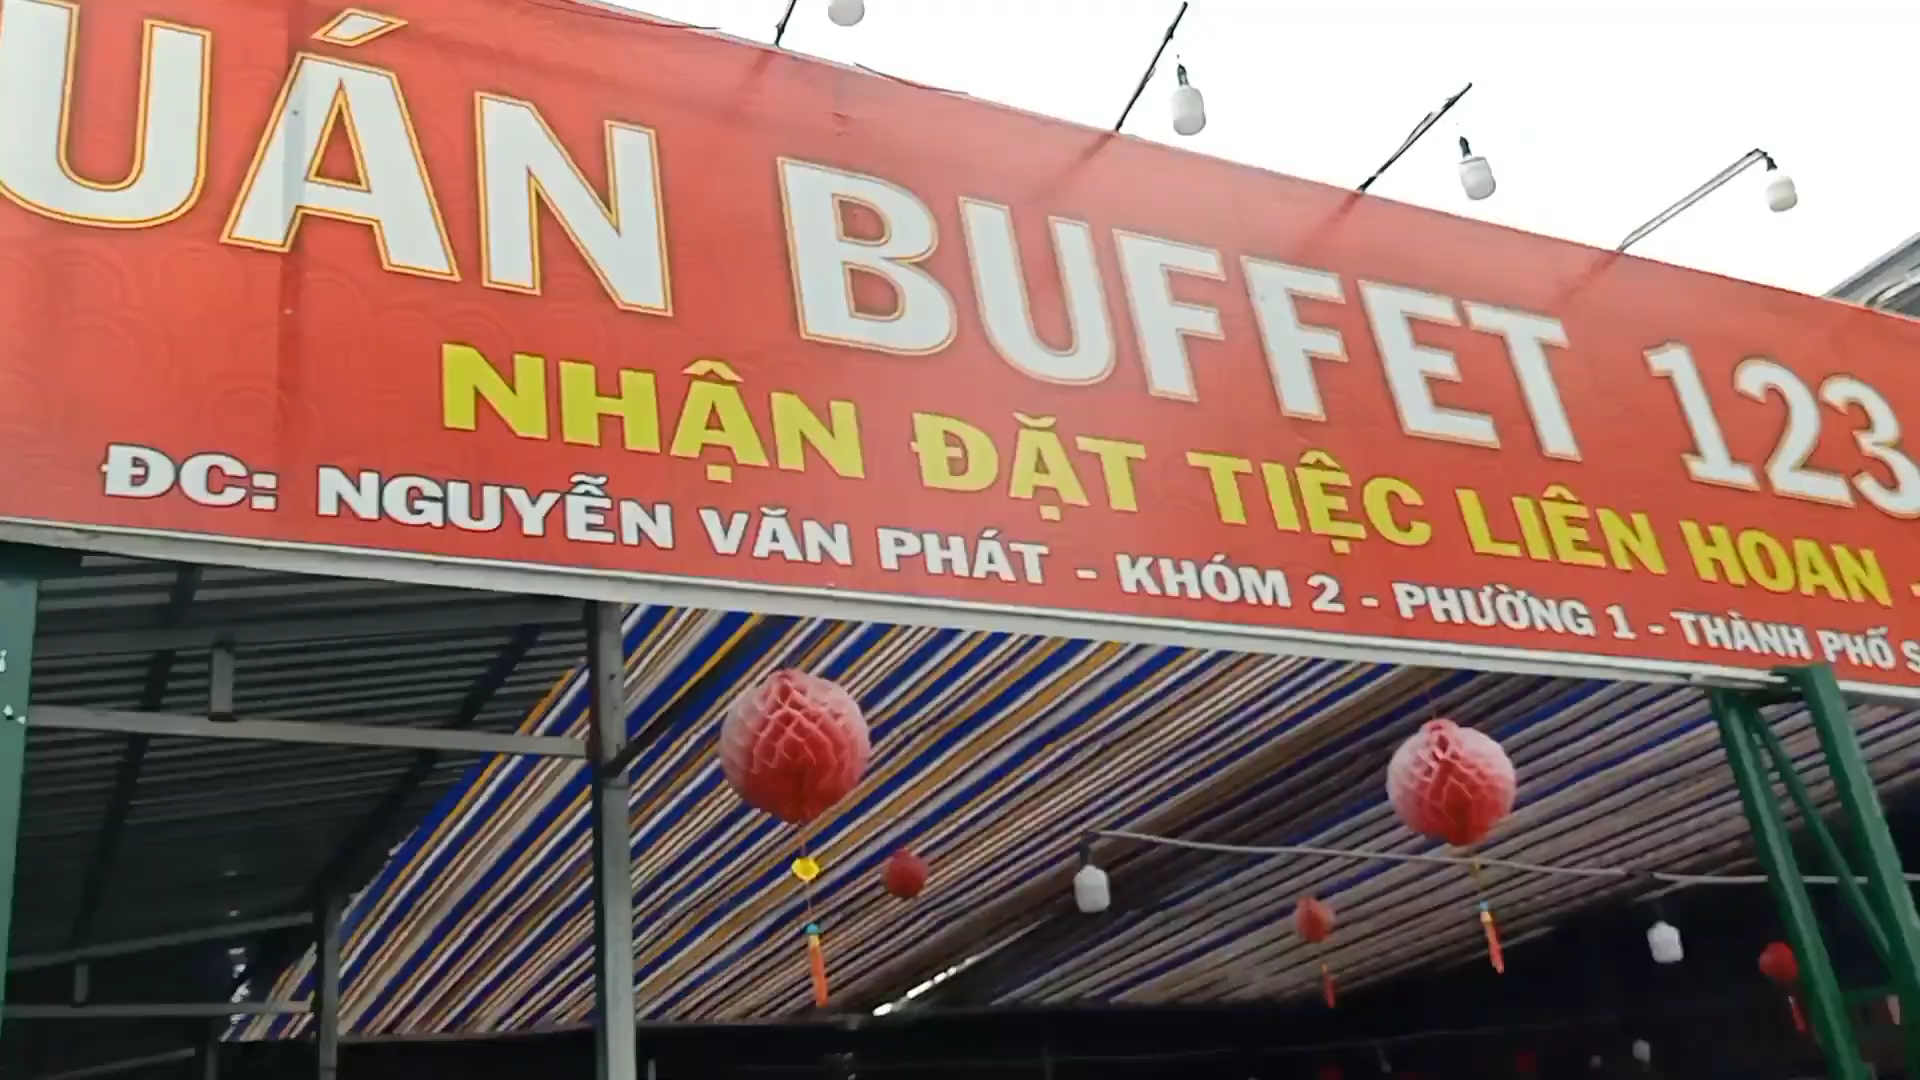 UÁN BUFFET 123
NHẬN ĐẶT TIỆC LIÊN HOAN -
ĐC: NGUYỄN VĂN PHÁT - KHÓM 2 - PHƯỜNG 1 - THÀNH PHỐ S